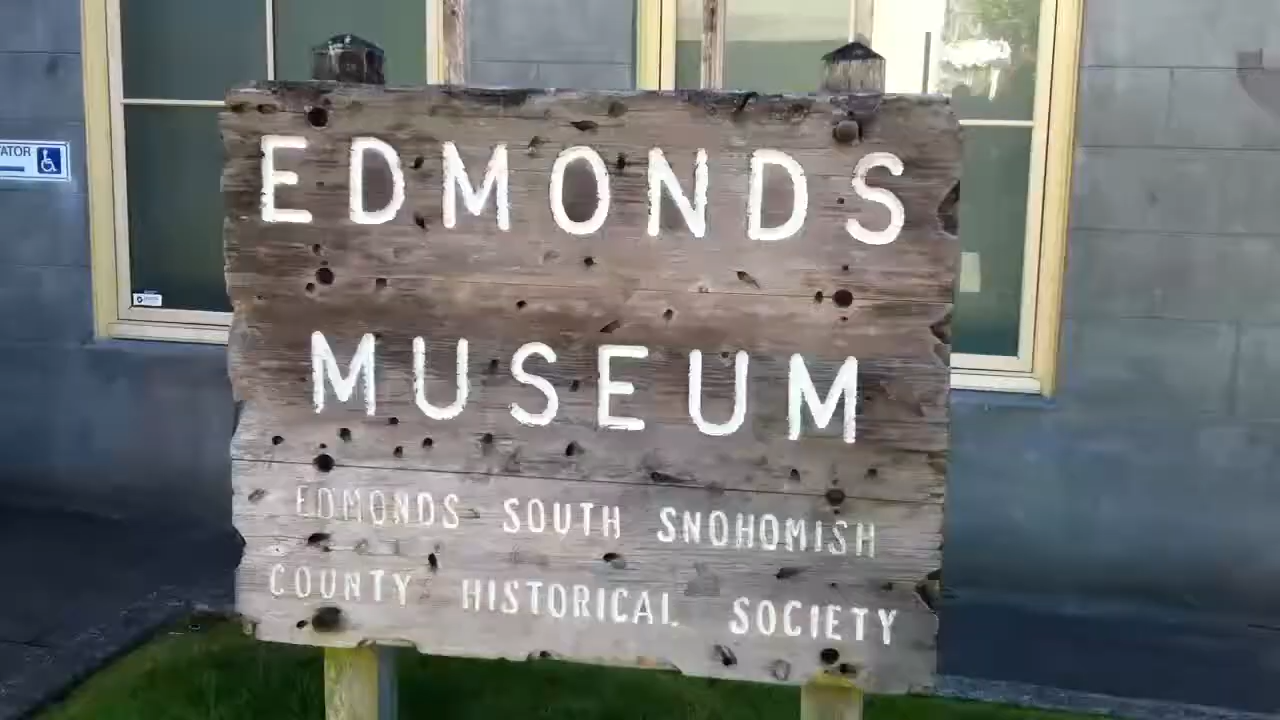 EDMONDS
MUSEUM
EDMONDS SOUTH SNOHOMISH
COUNTY HISTORICAL SOCIETY